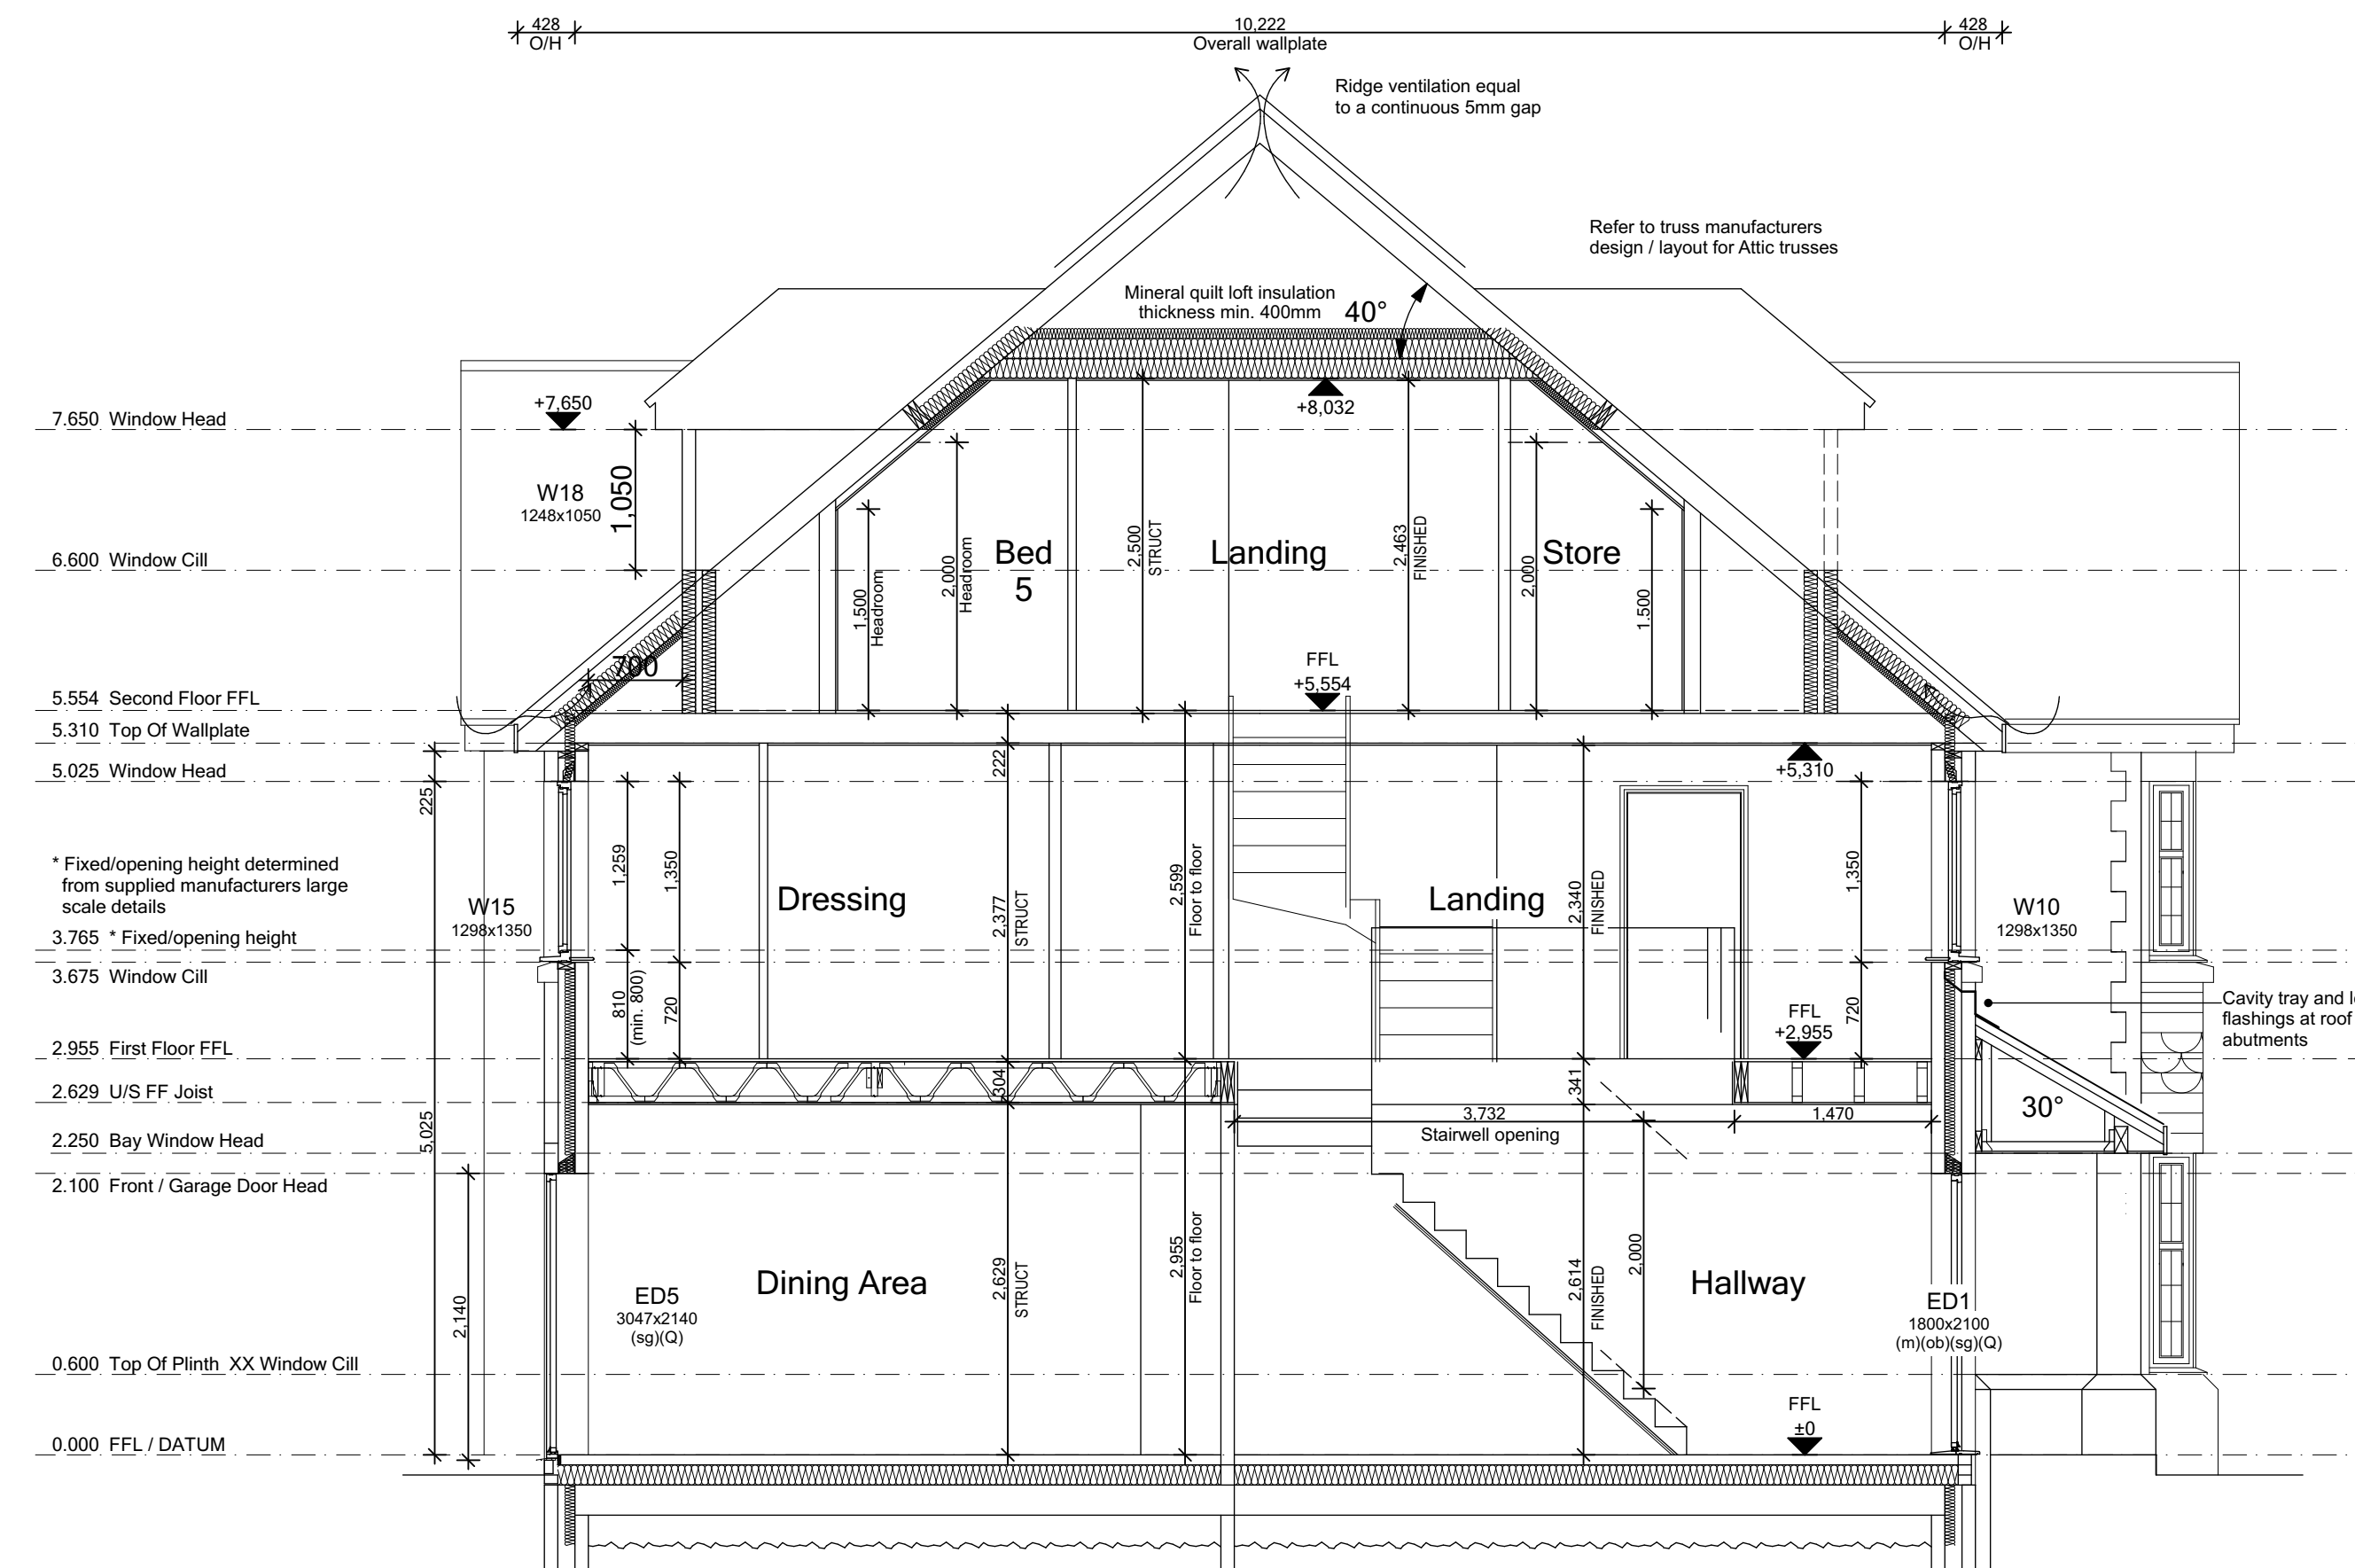 428
O/H
10,222
Overall wallplate
428
O/H
Ridge ventilation equal
to a continuous 5mm gap
Refer to truss manufacturers
design / layout for Attic trusses
Mineral quilt loft insulation
thickness min. 400mm
40°
+7,650
+8,032
7.650 Window Head
W18
1248x1050
1,050
6.600 Window Cill
Bed
5
Landing
Store
1,500
Headroom
2,000
Headroom
2,500
STRUCT
2,463
FINISHED
2,000
1.500
700
FFL
+5,554
5.554 Second Floor FFL
5.310 Top Of Wallplate
5.025 Window Head
222
+5,310
225
1,259
1,350
2,377
STRUCT
2,599
Floor to floor
2,340
FINISHED
1,350
* Fixed/opening height determined
from supplied manufacturers large
scale details
Dressing
Landing
W15
1298x1350
W10
1298x1350
3.765 * Fixed/opening height
3.675 Window Cill
810
(min. 800)
720
720
FFL
+2,955
Cavity tray and l
flashings at roof
abutments
2.955 First Floor FFL
2.629 U/S FF Joist
304
341
3.732
Stairwell opening
1,470
30°
2.250 Bay Window Head
5,025
2.100 Front / Garage Door Head
2,140
ED5
3047x2140
(sg)(Q)
Dining Area
2,629
STRUCT
2,955
Floor to floor
2,614
FINISHED
2,000
Hallway
ED1
1800x2100
(m)(ob)(sg)(Q)
0.600 Top Of Plinth XX Window Cill
FFL
±0
0.000 FFL / DATUM